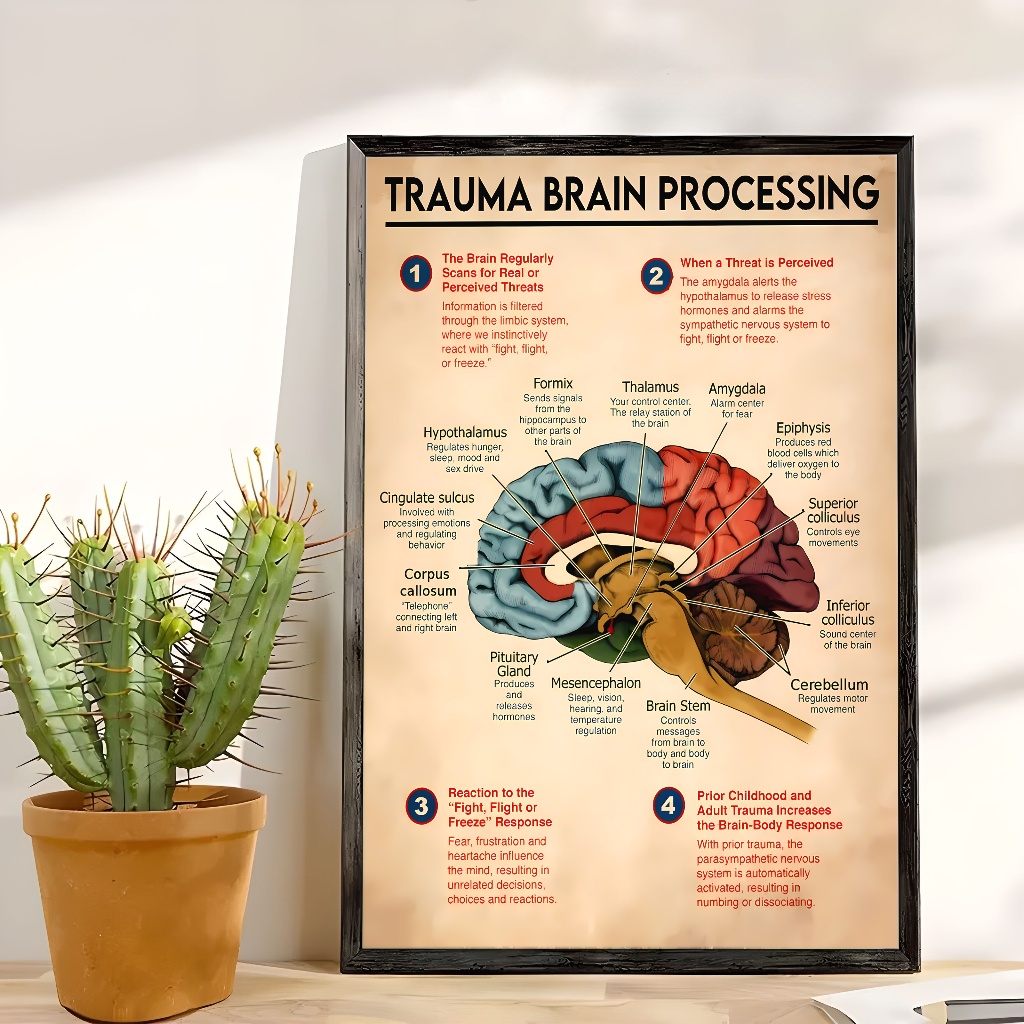 TRAUMA BRAIN PROCESSING
1
The Brain Regularly
Scans for Real or
Perceived Threats
Information is filtered
through the limbic system,
where we instinctively
react with "fight, flight,
or freeze."
2
When a Threat is Perceived
The amygdala alerts the
hypothalamus to release stress
hormones and alarms the
sympathetic nervous system to
fight, flight or freeze.
Formix
Sends signals
from the
hippocampus to
other parts of
the brain
Thalamus
Your control center.
The relay station of
the brain
Amygdala
Alarm center
for fear
Hypothalamus
Regulates hunger,
sleep, mood and
sex drive
Epiphysis
Produces red
blood cells which
deliver oxygen to
the body
Cingulate sulcus
Involved with
processing emotions
and regulating
behavior
Superior
colliculus
Controls eye
movements
Corpus
callosum
"Telephone"
connecting left
and right brain
Inferior
colliculus
Sound center
of the brain
Pituitary
Gland
Produces
and
releases
hormones
Mesencephalon
Sleep, vision,
hearing, and
temperature
regulation
Brain Stem
Controls
messages
from brain to
body and body
to brain
Cerebellum
Regulates motor
movement
3
Reaction to the
"Fight, Flight or
Freeze" Response
Fear, frustration and
heartache influence
the mind, resulting in
unrelated decisions,
choices and reactions.
4
Prior Childhood and
Adult Trauma Increases
the Brain-Body Response
With prior trauma, the
parasympathetic nervous
system is automatically
activated, resulting in
numbing or dissociating.